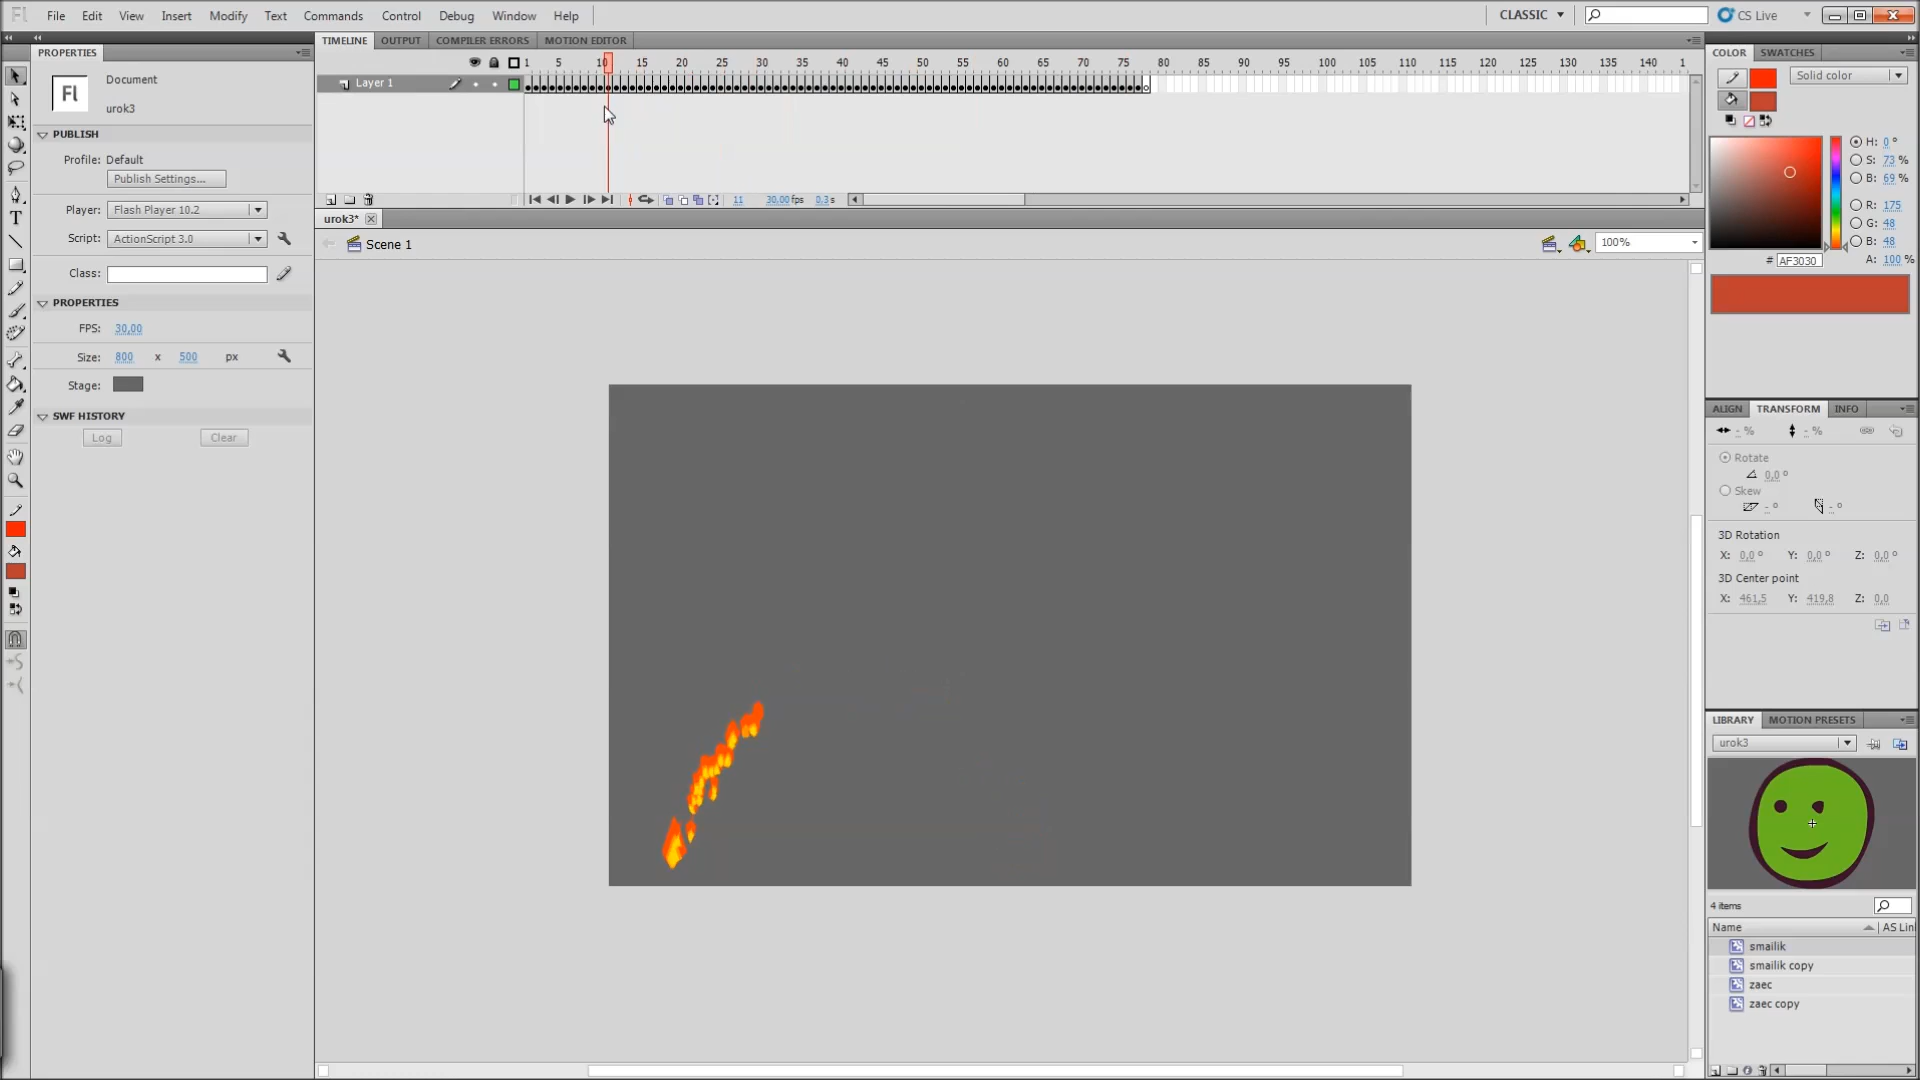 Fl File Edit View Insert Modify Text Commands Control Debug Window Help CLASSIC CS Live
PROPERTIES
Fl
Document
urok3
PUBLISH
Profile: Default
Publish Settings...
Player: Flash Player 10.2
Script: ActionScript 3.0
Class:
PROPERTIES
FPS: 30,00
Size: 800 x 500 px
Stage:
SWF HISTORY
Log Clear
TIMELINE OUTPUT COMPILER ERRORS MOTION EDITOR
1 5 10 15 20 25 30 35 40 45 50 55 60 65 70 75 80 85 90 95 100 105 110 115 120 125 130 135 140 1
Layer 1
11 30,00 fps 0,3 s
urok3*
Scene 1
100%
T
COLOR SWATCHES
Solid color
H: 0 °
S: 73 %
B: 69 %
R: 175
G: 48
B: 48
# AF3030 A: 100 %
ALIGN TRANSFORM INFO
- % - %
Rotate
0,0 °
Skew
- ° - °
3D Rotation
X: 0,0 ° Y: 0,0 ° Z: 0,0 °
3D Center point
X: 461,5 Y: 419,8 Z: 0,0
LIBRARY MOTION PRESETS
urok3
4 items
Name AS Lin
smailik
smailik copy
zaec
zaec copy